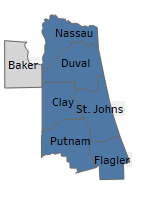 Nassau
Duval
Baker
Clay
St. Johns
Putnam
Flagler